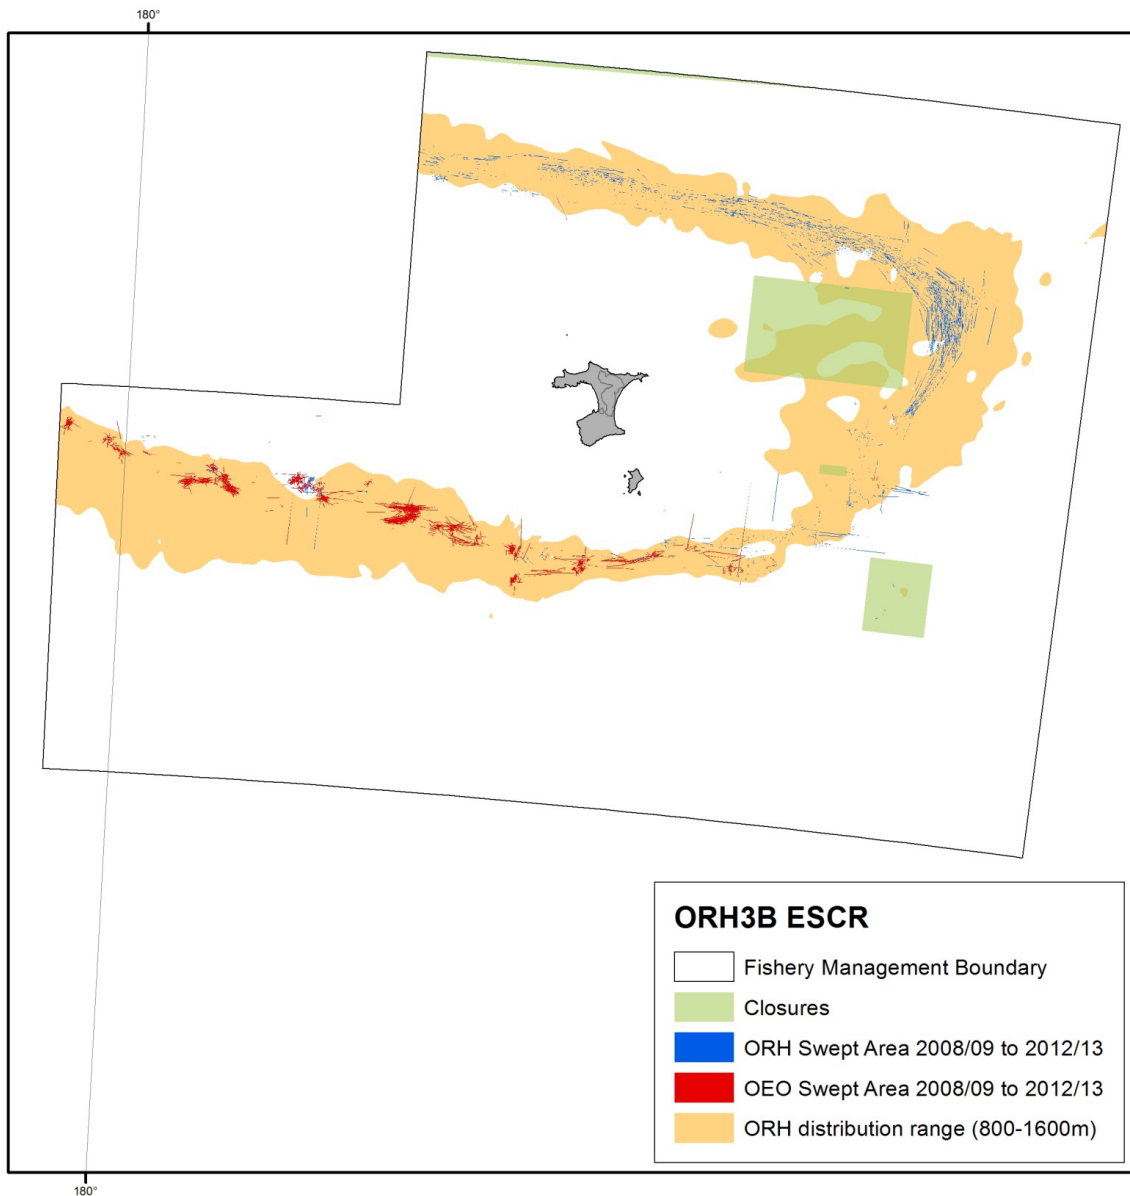 180°
ORH3B ESCR
Fishery Management Boundary
Closures
ORH Swept Area 2008/09 to 2012/13
OEO Swept Area 2008/09 to 2012/13
ORH distribution range (800-1600m)
180°